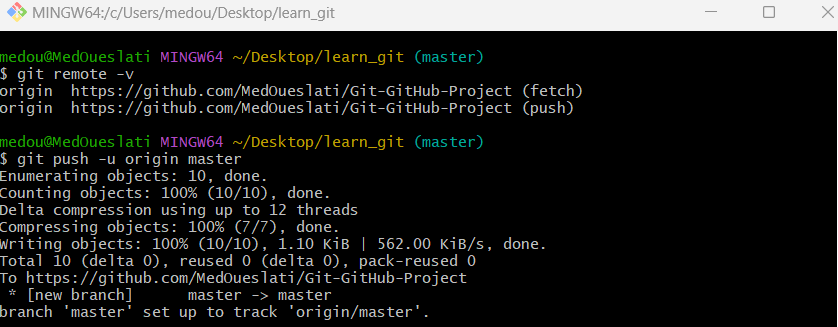 MINGW64:/c/Users/medou/Desktop/learn_git
medou@MedOueslati MINGW64 ~/Desktop/learn_git (master)
$ git remote -v
origin  https://github.com/MedOueslati/Git-GitHub-Project (fetch)
origin  https://github.com/MedOueslati/Git-GitHub-Project (push)
medou@MedOueslati MINGW64 ~/Desktop/learn_git (master)
$ git push -u origin master
Enumerating objects: 10, done.
Counting objects: 100% (10/10), done.
Delta compression using up to 12 threads
Compressing objects: 100% (7/7), done.
Writing objects: 100% (10/10), 1.10 KiB | 562.00 KiB/s, done.
Total 10 (delta 0), reused 0 (delta 0), pack-reused 0
To https://github.com/MedOueslati/Git-GitHub-Project
 * [new branch]      master -> master
branch 'master' set up to track 'origin/master'.